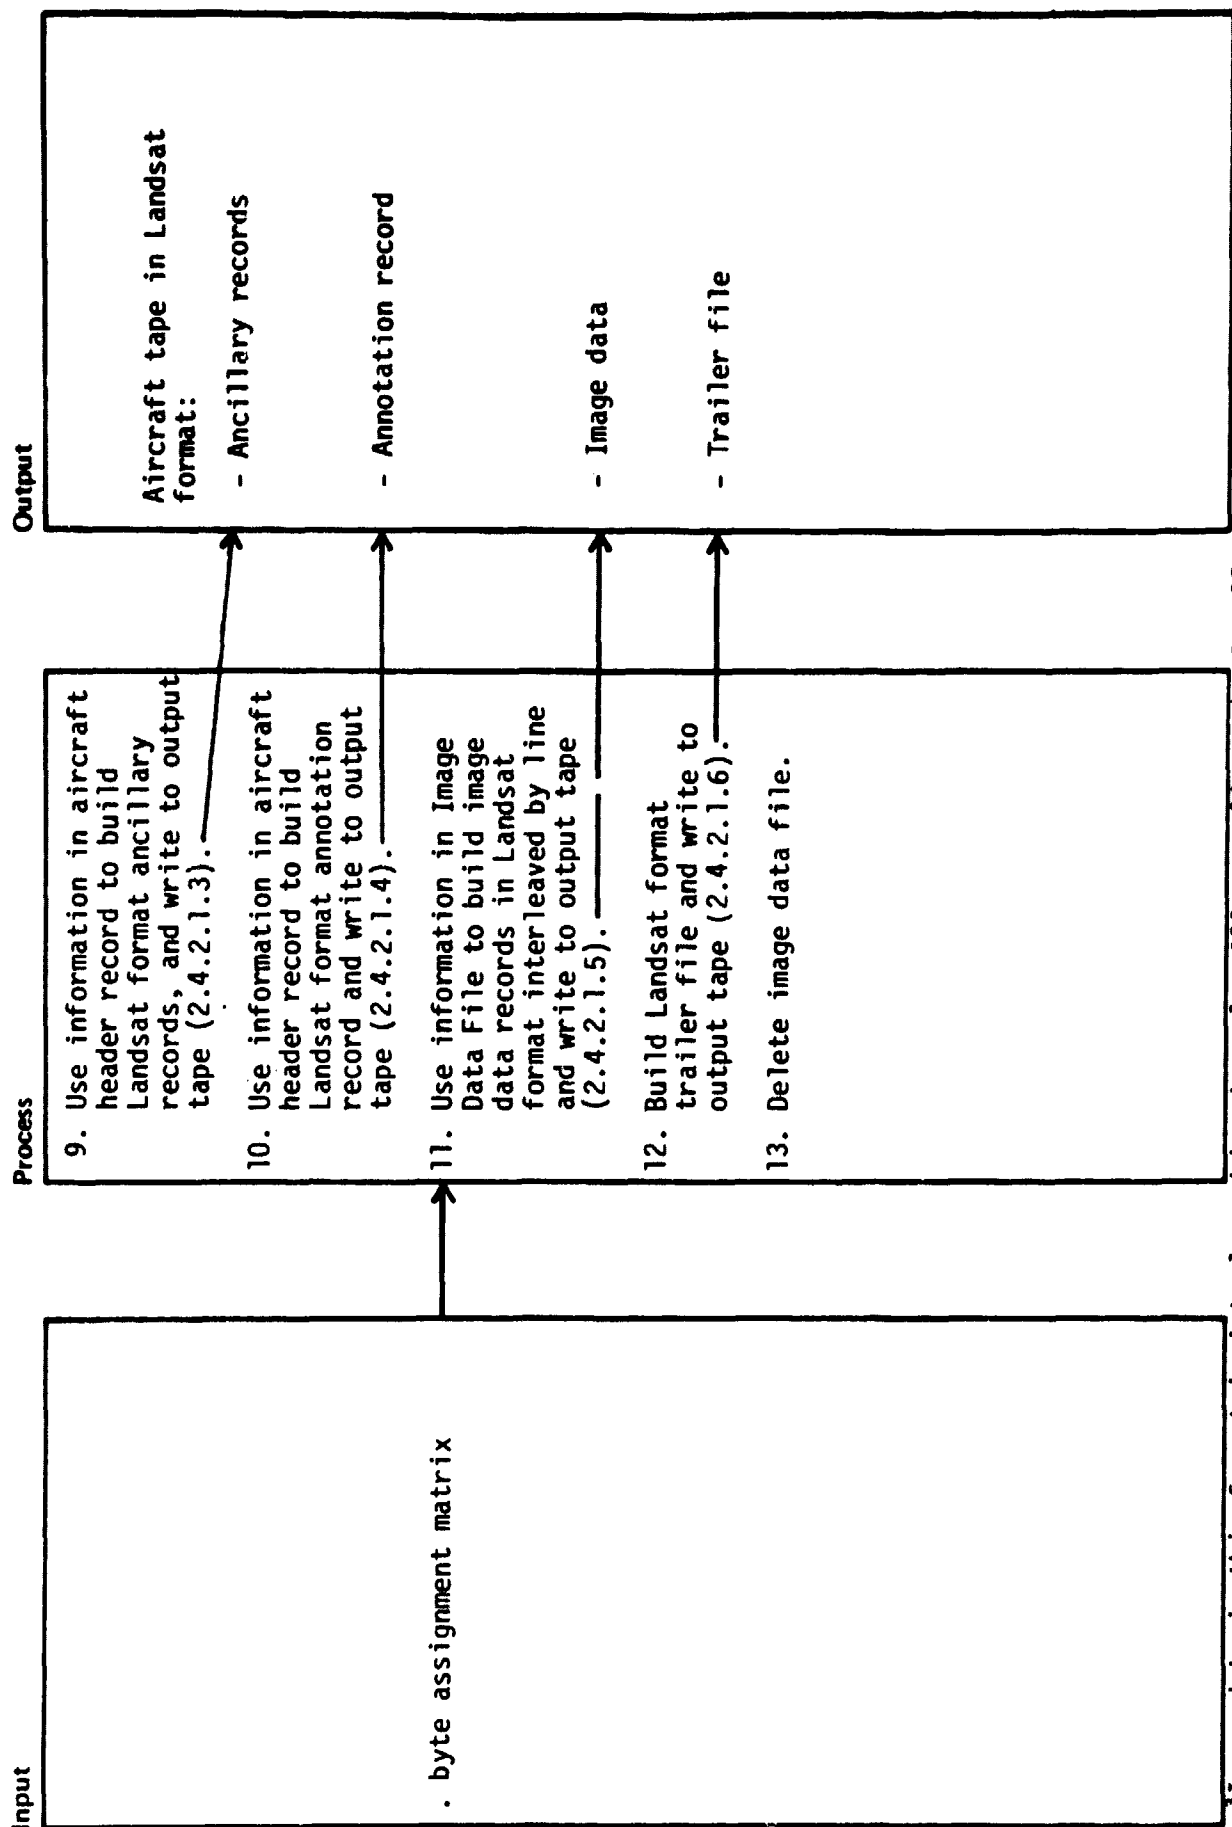 Input
. byte assignment matrix
Process
9. Use information in aircraft
header record to build
Landsat format ancillary
records, and write to output
tape (2.4.2.1.3).
10. Use information in aircraft
header record to build
Landsat format annotation
record and write to output
tape (2.4.2.1.4).
11. Use information in Image
Data File to build image
data records in Landsat
format interleaved by line
and write to output tape
(2.4.2.1.5).
12. Build Landsat format
trailer file and write to
output tape (2.4.2.1.6).
13. Delete image data file.
Output
Aircraft tape in Landsat
format:
- Ancillary records
- Annotation record
- Image data
- Trailer file